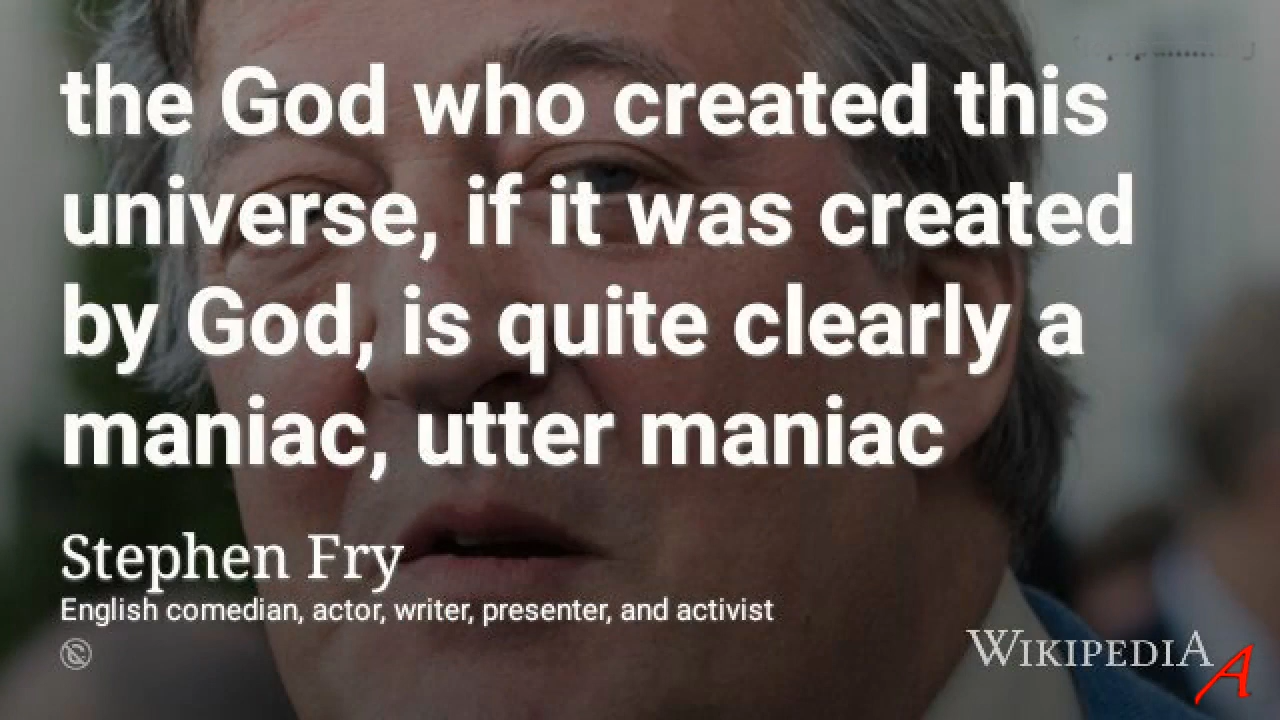 the God who created this
universe, if it was created
by God, is quite clearly a
maniac, utter maniac
Stephen Fry
English comedian, actor, writer, presenter, and activist
WIKIPEDIA
A